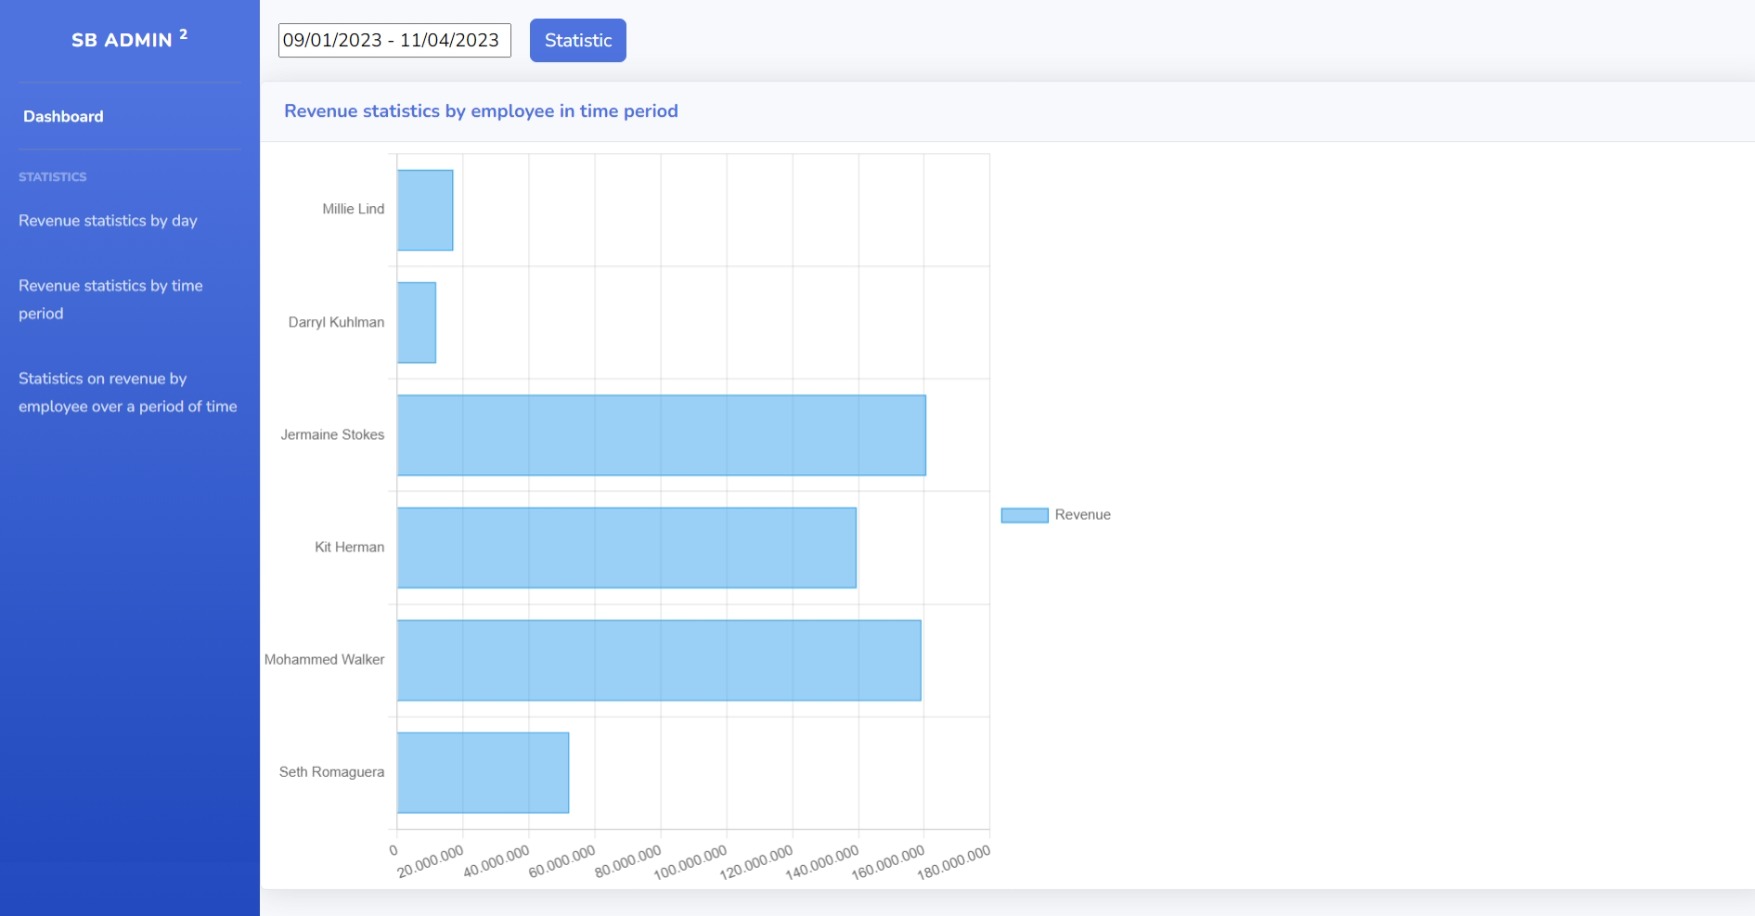 SB ADMIN 2
Dashboard
STATISTICS
Revenue statistics by day
Revenue statistics by time
period
Statistics on revenue by
employee over a period of time
09/01/2023 - 11/04/2023 Statistic
Revenue statistics by employee in time period
Millie Lind
Darryl Kuhlman
Jermaine Stokes
Kit Herman
Mohammed Walker
Seth Romaguera
0 20.000.000 40.000.000 60.000.000 80.000.000 100.000.000 120.000.000 140.000.000 160.000.000 180.000.000
Revenue